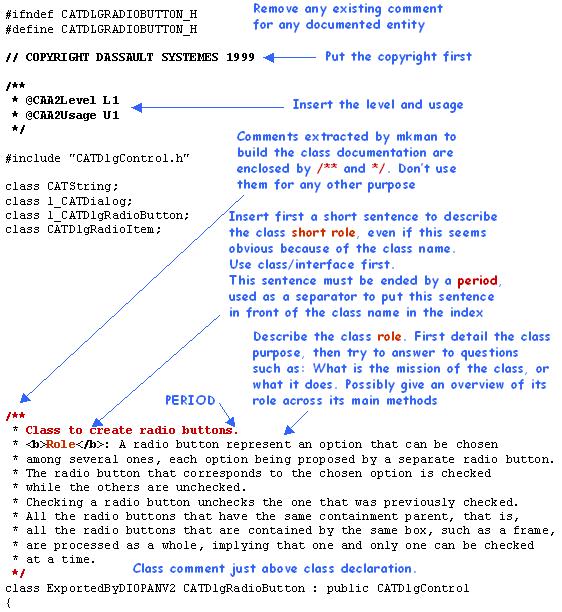 #ifndef CATDLGRADIOBUTTON_H
#define CATDLGRADIOBUTTON_H
Remove any existing comment
for any documented entity
// COPYRIGHT DASSAULT SYSTEMES 1999
Put the copyright first
/**
* @CAA2Level L1
* @CAA2Usage U1
*/
Insert the level and usage
#include "CATDlgControl.h"
class CATString;
class l_CATDialog;
class l_CATDlgRadioButton;
class CATDlgRadioItem;
Comments extracted by mkman to
build the class documentation are
enclosed by /** and */. Don't use
them for any other purpose
Insert first a short sentence to describe
the class short role, even if this seems
obvious because of the class name.
Use class/interface first.
This sentence must be ended by a period,
used as a separator to put this sentence
in front of the class name in the index
Describe the class role. First detail the class
purpose, then try to answer to questions
such as: What is the mission of the class, or
what it does. Possibly give an overview of its
role across its main methods
PERIOD
/**
* Class to create radio buttons.
* <b>Role</b>: A radio button represent an option that can be chosen
* among several ones, each option being proposed by a separate radio button.
* The radio button that corresponds to the chosen option is checked
* while the others are unchecked.
* Checking a radio button unchecks the one that was previously checked.
* All the radio buttons that have the same containment parent, that is,
* all the radio buttons that are contained by the same box, such as a frame,
* are processed as a whole, implying that one and only one can be checked
* at a time.
*/
Class comment just above class declaration.
class ExportedByDIOPANV2 CATDlgRadioButton : public CATDlgControl
{